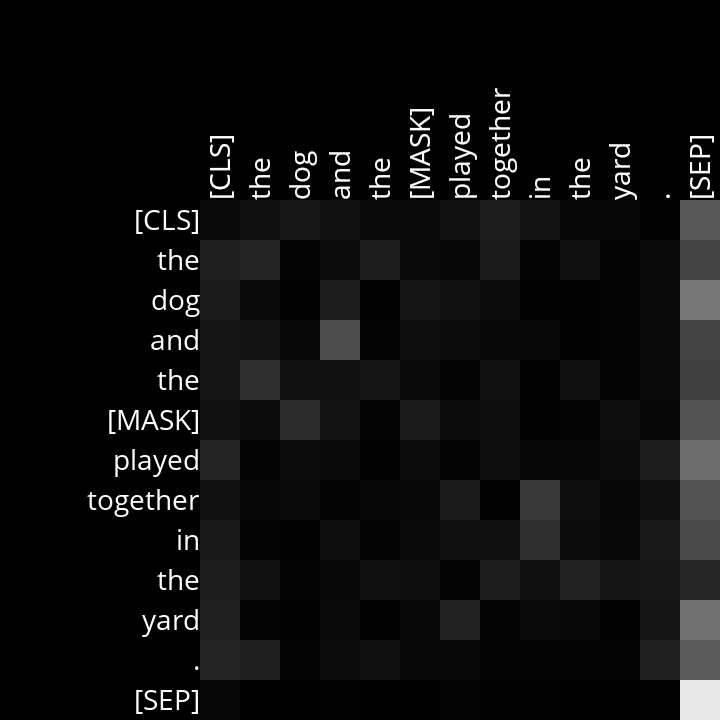 [CLS] the dog and the [MASK] played together in the yard . [SEP]
[CLS]
the
dog
and
the
[MASK]
played
together
in
the
yard
.
[SEP]